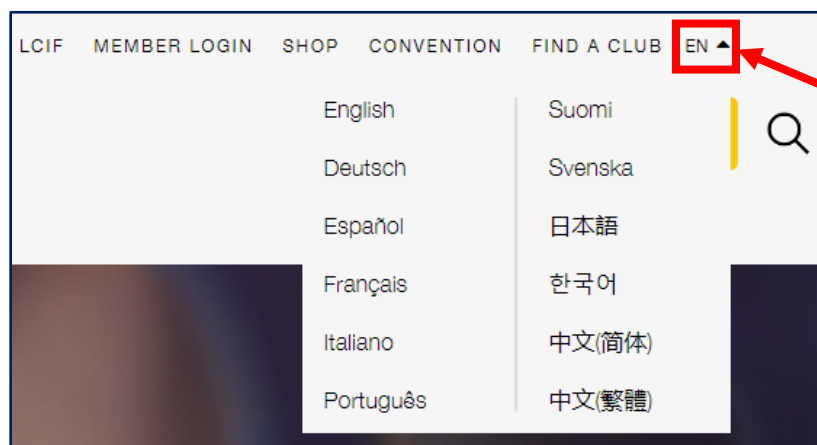 LCIF MEMBER LOGIN SHOP CONVENTION FIND A CLUB EN
English
Deutsch
Español
Français
Italiano
Português
Suomi
Svenska
日本語
한국어
中文(简体)
中文(繁體)